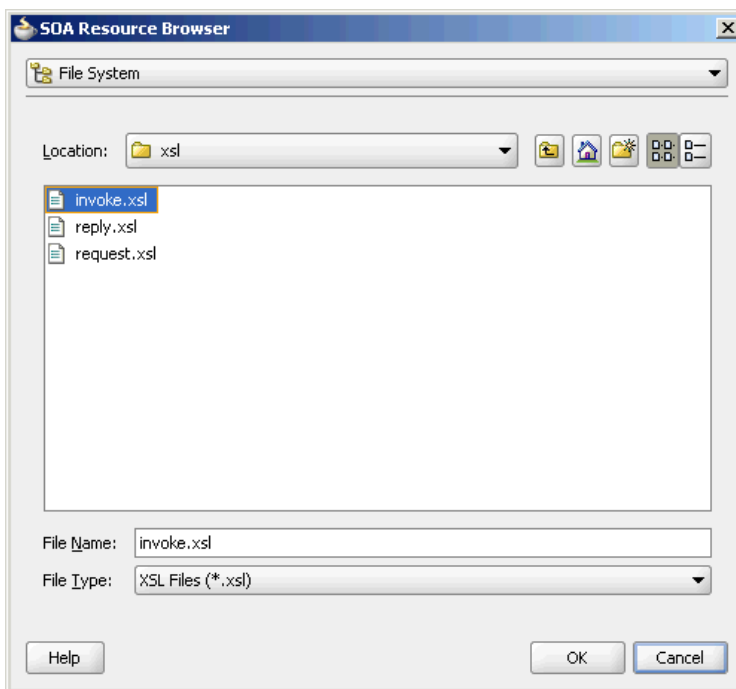 SOA Resource Browser
File System
Location: xsl
invoke.xsl
reply.xsl
request.xsl
File Name: invoke.xsl
File Type: XSL Files (*.xsl)
Help OK Cancel